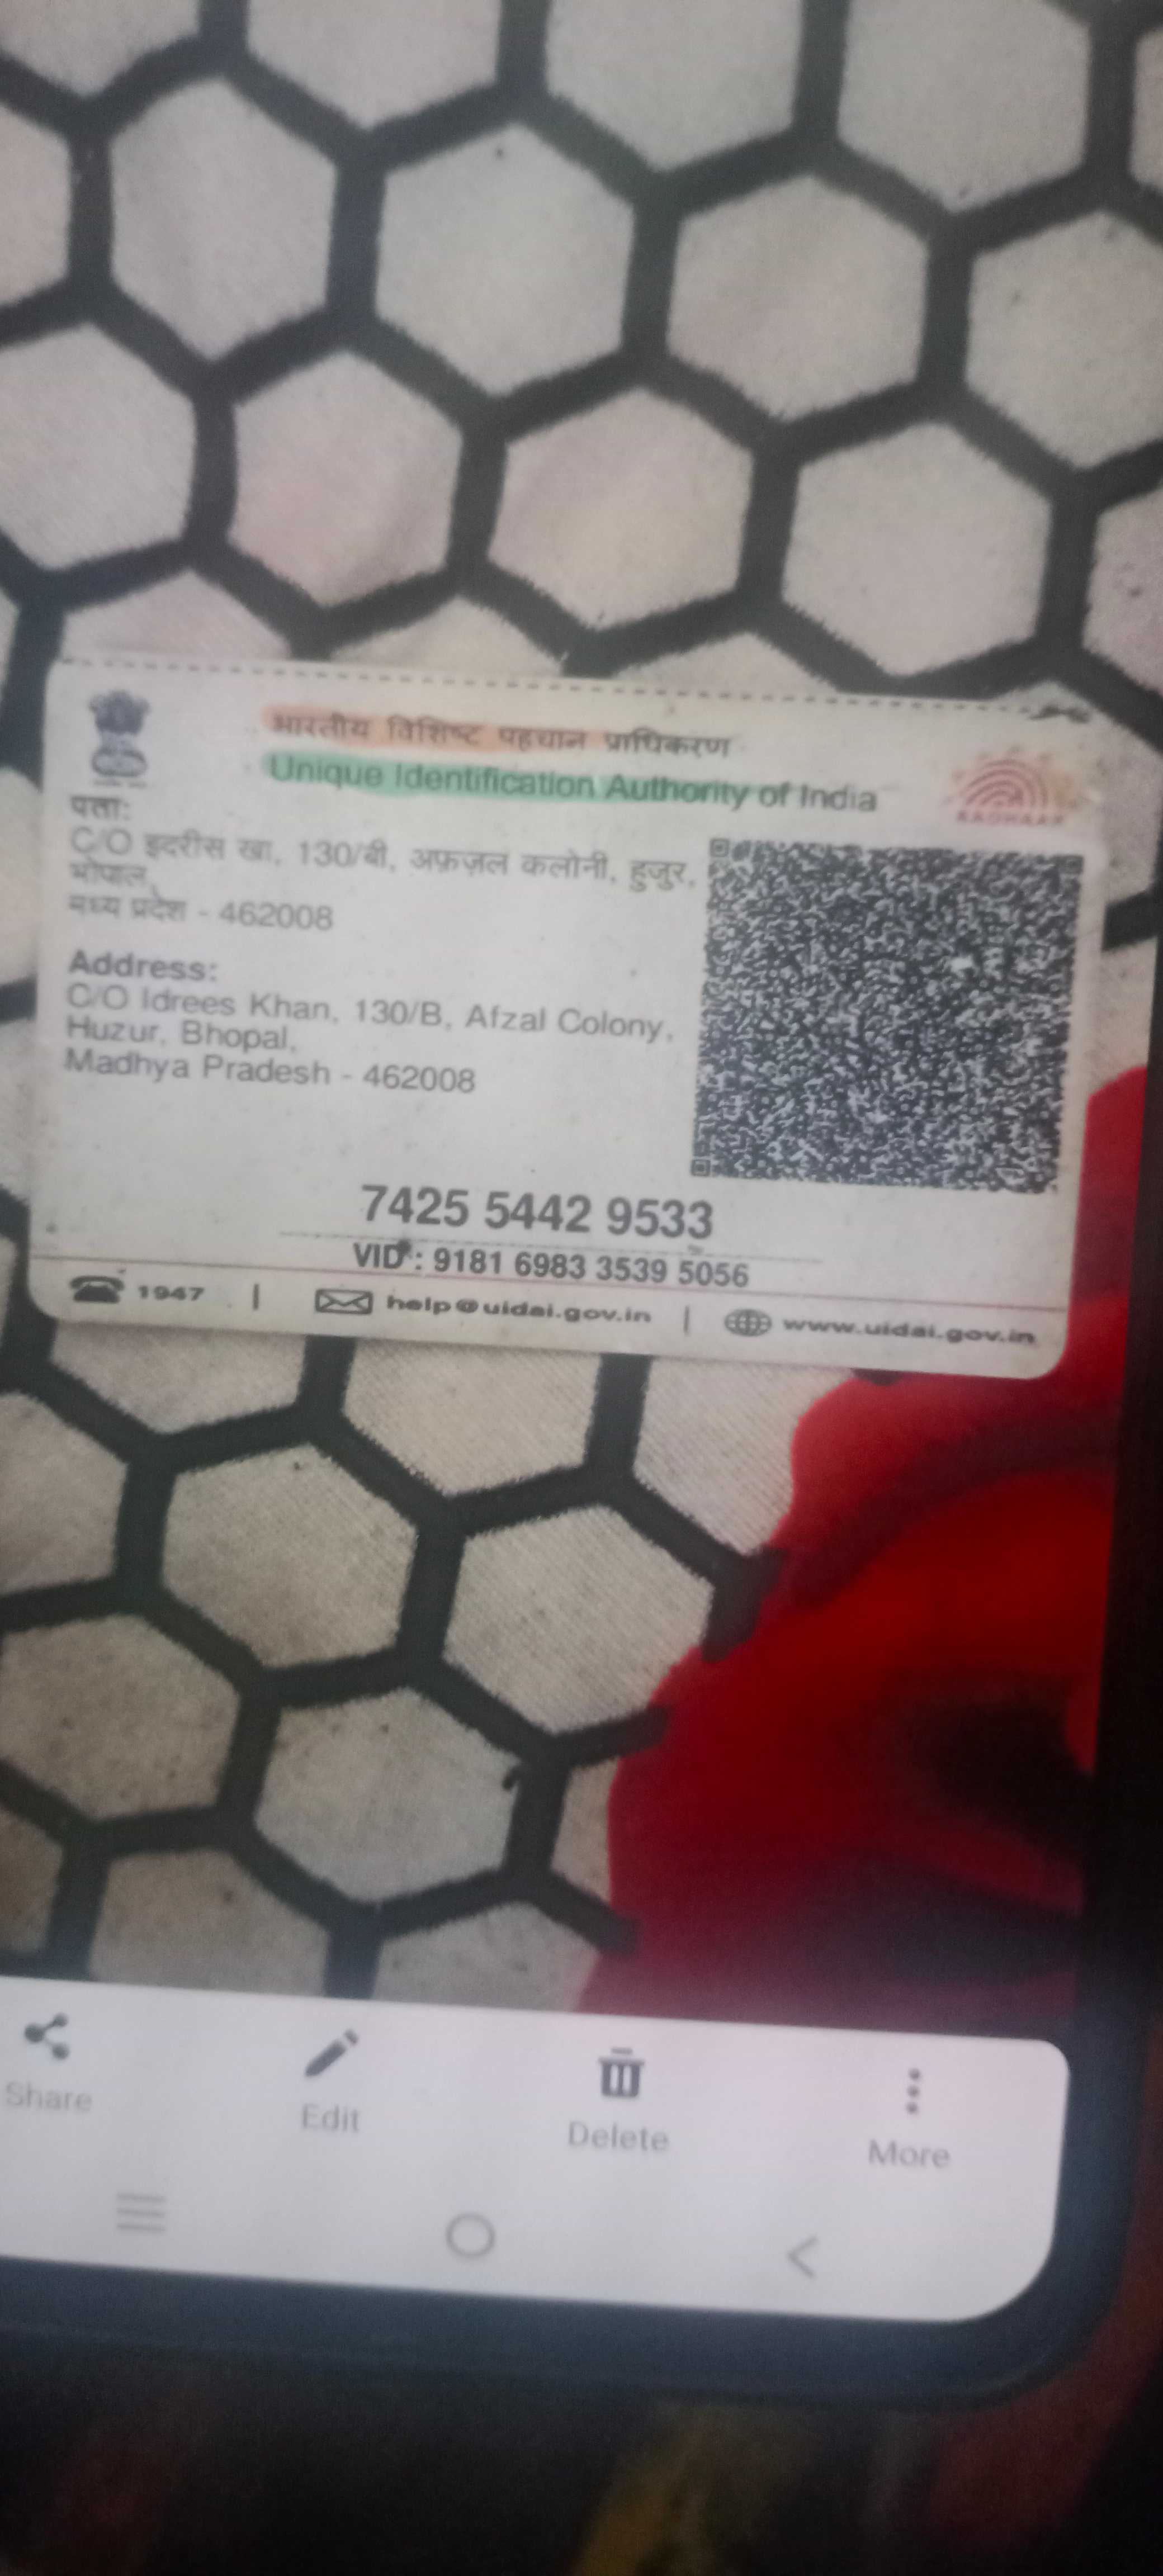 भारतीय विशिष्ट पहचान प्राधिकरण
Unique Identification Authority of India
AADHAAR
पता:
C/O इदरीस खा, 130/बी, अफ़ज़ल कलोनी, हुजुर,
भोपाल,
मध्य प्रदेश - 462008
Address:
C/O Idrees Khan, 130/B, Afzal Colony,
Huzur, Bhopal,
Madhya Pradesh - 462008
7425 5442 9533
VID : 9181 6983 3539 5056
1947 | help@uidai.gov.in | www.uidai.gov.in
Share Edit Delete More